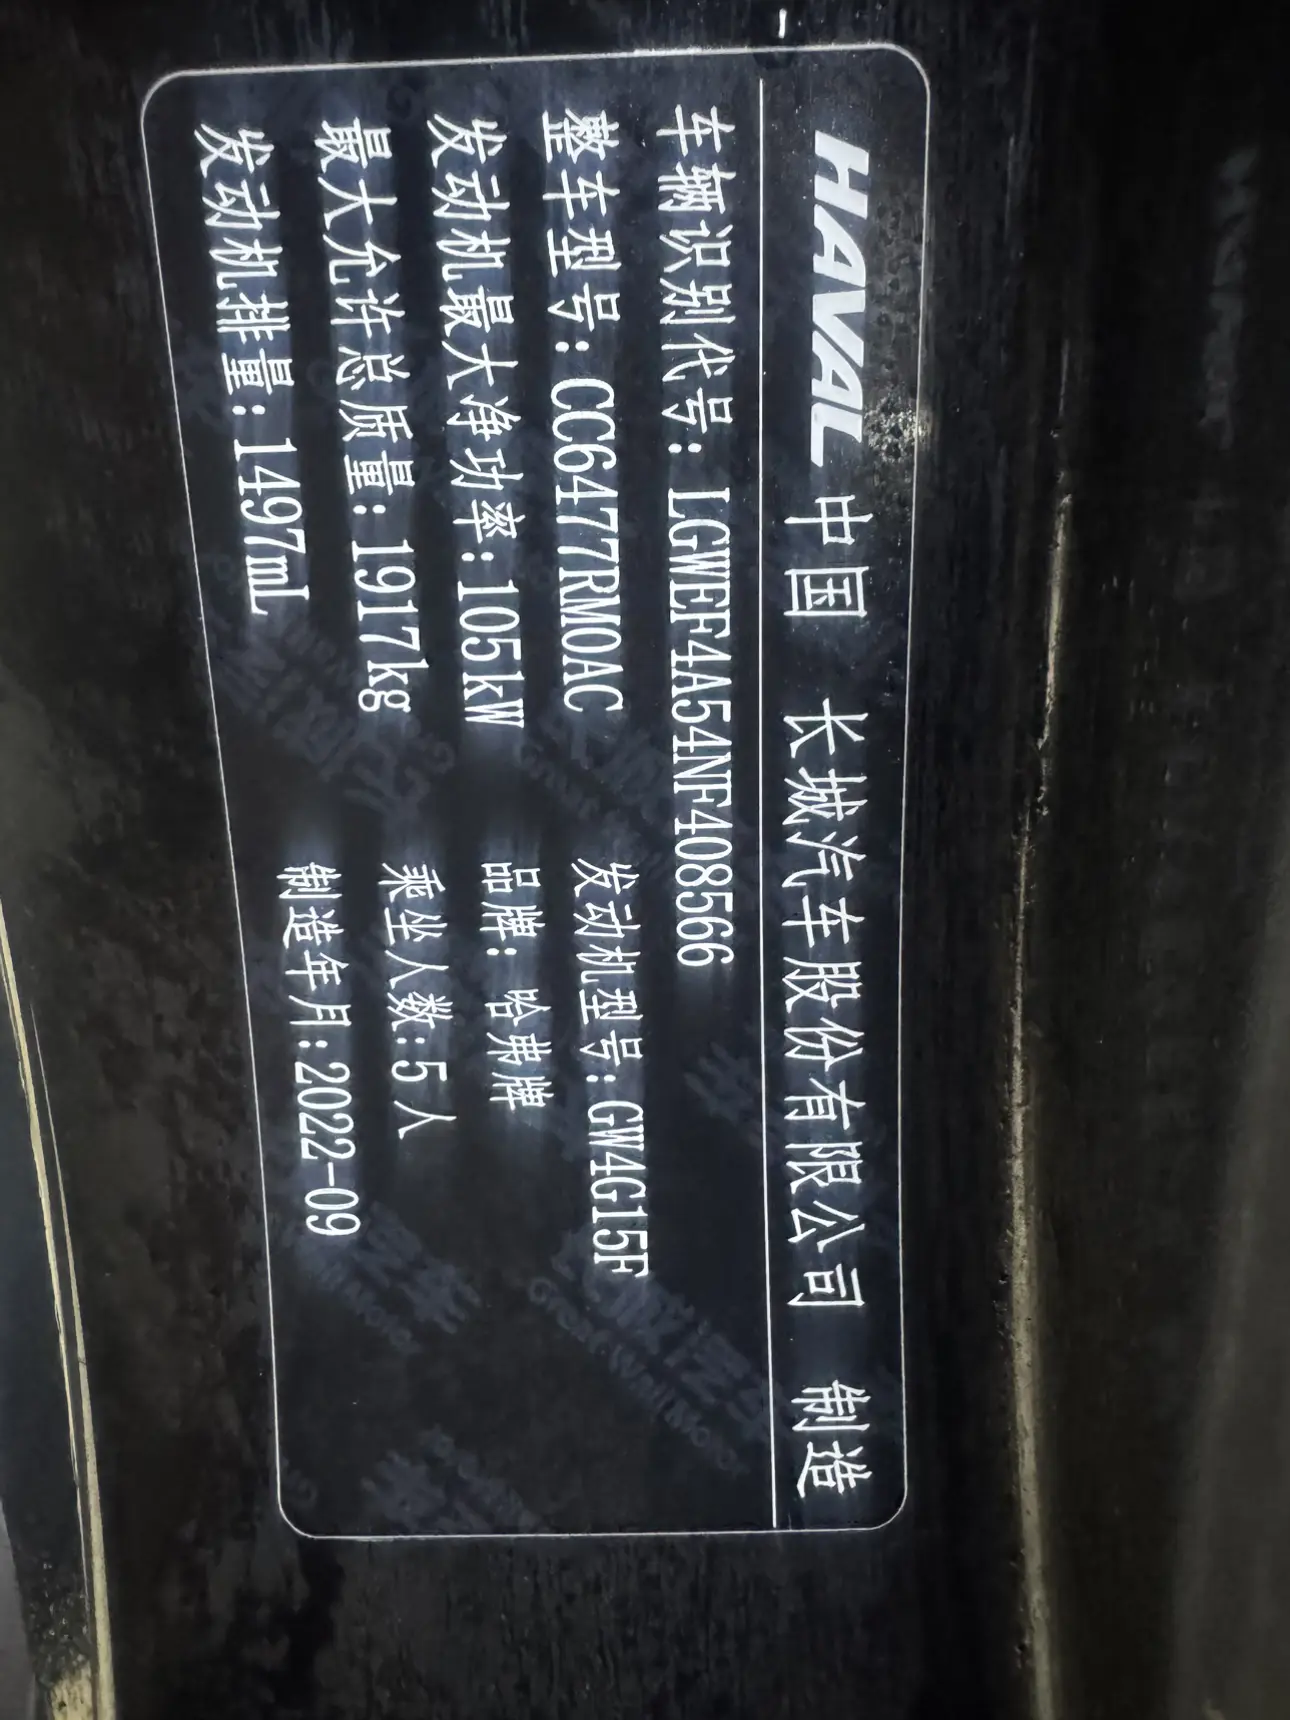 HAVAL 中国 长城汽车股份有限公司 制造
车辆识别代号: LGWEF4A54NF408566
整车型号: CC6477RM0AC 发动机型号: GW4G15F
发动机最大净功率: 105kW 品牌: 哈弗牌
最大允许总质量: 1917kg 乘坐人数: 5人
发动机排量: 1497mL 制造年月: 2022-09